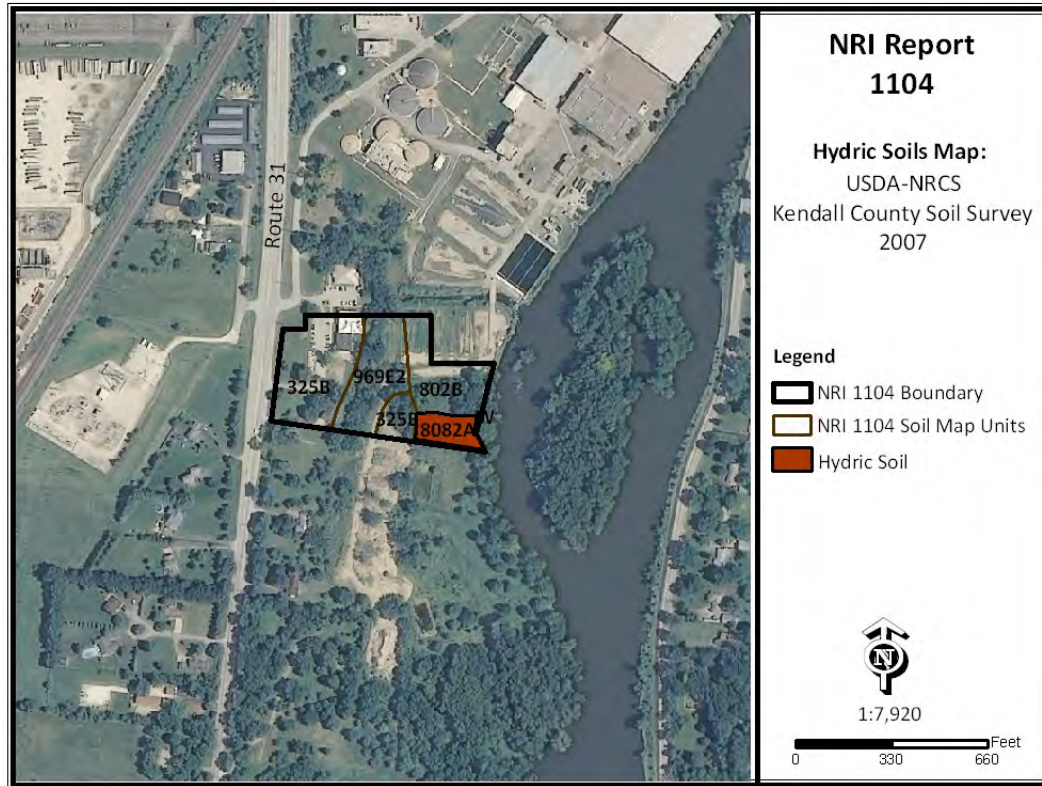 NRI Report
1104
Hydric Soils Map:
USDA-NRCS
Kendall County Soil Survey
2007
Route 31
325B
969E2
802B
325B
8082A
W
Legend
NRI 1104 Boundary
NRI 1104 Soil Map Units
Hydric Soil
N
1:7,920
Feet
0 330 660